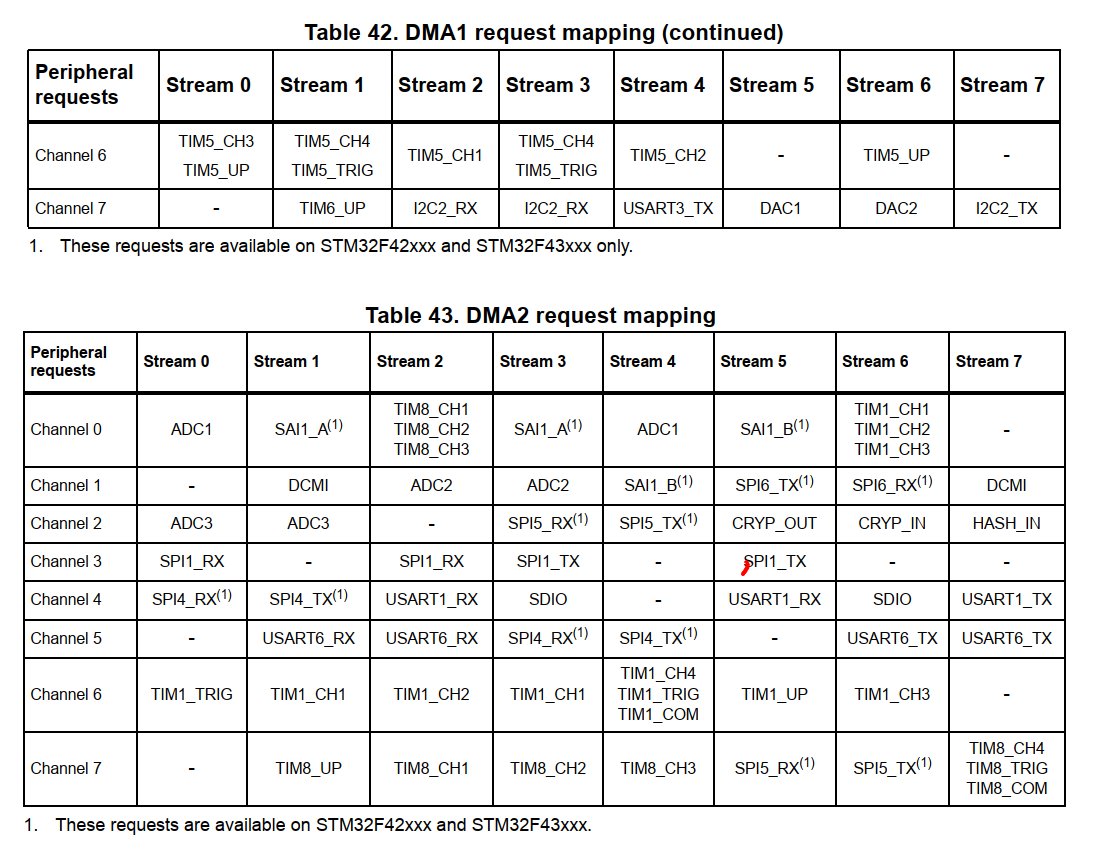 Table 42. DMA1 request mapping (continued)
Peripheral requests Stream 0 Stream 1 Stream 2 Stream 3 Stream 4 Stream 5 Stream 6 Stream 7
Channel 6 TIM5_CH3 TIM5_UP TIM5_CH4 TIM5_TRIG TIM5_CH1 TIM5_CH4 TIM5_TRIG TIM5_CH2 - TIM5_UP -
Channel 7 - TIM6_UP I2C2_RX I2C2_RX USART3_TX DAC1 DAC2 I2C2_TX
1. These requests are available on STM32F42xxx and STM32F43xxx only.
Table 43. DMA2 request mapping
Peripheral requests Stream 0 Stream 1 Stream 2 Stream 3 Stream 4 Stream 5 Stream 6 Stream 7
Channel 0 ADC1 SAI1_A(1) TIM8_CH1 TIM8_CH2 TIM8_CH3 SAI1_A(1) ADC1 SAI1_B(1) TIM1_CH1 TIM1_CH2 TIM1_CH3 -
Channel 1 - DCMI ADC2 ADC2 SAI1_B(1) SPI6_TX(1) SPI6_RX(1) DCMI
Channel 2 ADC3 ADC3 - SPI5_RX(1) SPI5_TX(1) CRYP_OUT CRYP_IN HASH_IN
Channel 3 SPI1_RX - SPI1_RX SPI1_TX - SPI1_TX - -
Channel 4 SPI4_RX(1) SPI4_TX(1) USART1_RX SDIO - USART1_RX SDIO USART1_TX
Channel 5 - USART6_RX USART6_RX SPI4_RX(1) SPI4_TX(1) - USART6_TX USART6_TX
Channel 6 TIM1_TRIG TIM1_CH1 TIM1_CH2 TIM1_CH1 TIM1_CH4 TIM1_TRIG TIM1_COM TIM1_UP TIM1_CH3 -
Channel 7 - TIM8_UP TIM8_CH1 TIM8_CH2 TIM8_CH3 SPI5_RX(1) SPI5_TX(1) TIM8_CH4 TIM8_TRIG TIM8_COM
1. These requests are available on STM32F42xxx and STM32F43xxx.